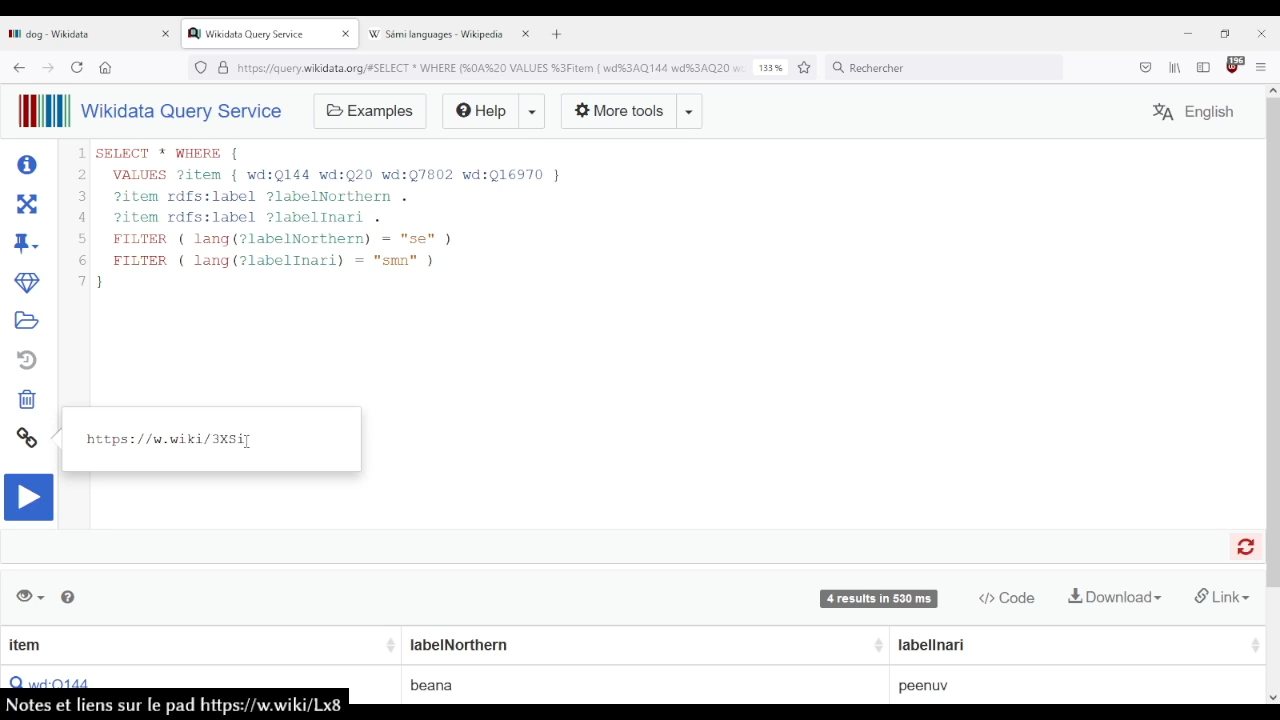 dog - Wikidata
Wikidata Query Service
Sámi languages - Wikipedia
https://query.wikidata.org/#SELECT * WHERE {%0A%20 VALUES %3Fitem { wd%3AQ144 wd%3AQ20
133 %
Rechercher
196
Wikidata Query Service
Examples
Help
More tools
English
1 SELECT * WHERE {
2 VALUES ?item { wd:Q144 wd:Q20 wd:Q7802 wd:Q16970 }
3 ?item rdfs:label ?labelNorthern .
4 ?item rdfs:label ?labelInari .
5 FILTER ( lang(?labelNorthern) = "se" )
6 FILTER ( lang(?labelInari) = "smn" )
7 }
https://w.wiki/3XSi
4 results in 530 ms
</> Code
Download
Link
item labelNorthern labelInari
wd:Q144 beana peenuv
Notes et liens sur le pad https://w.wiki/Lx8